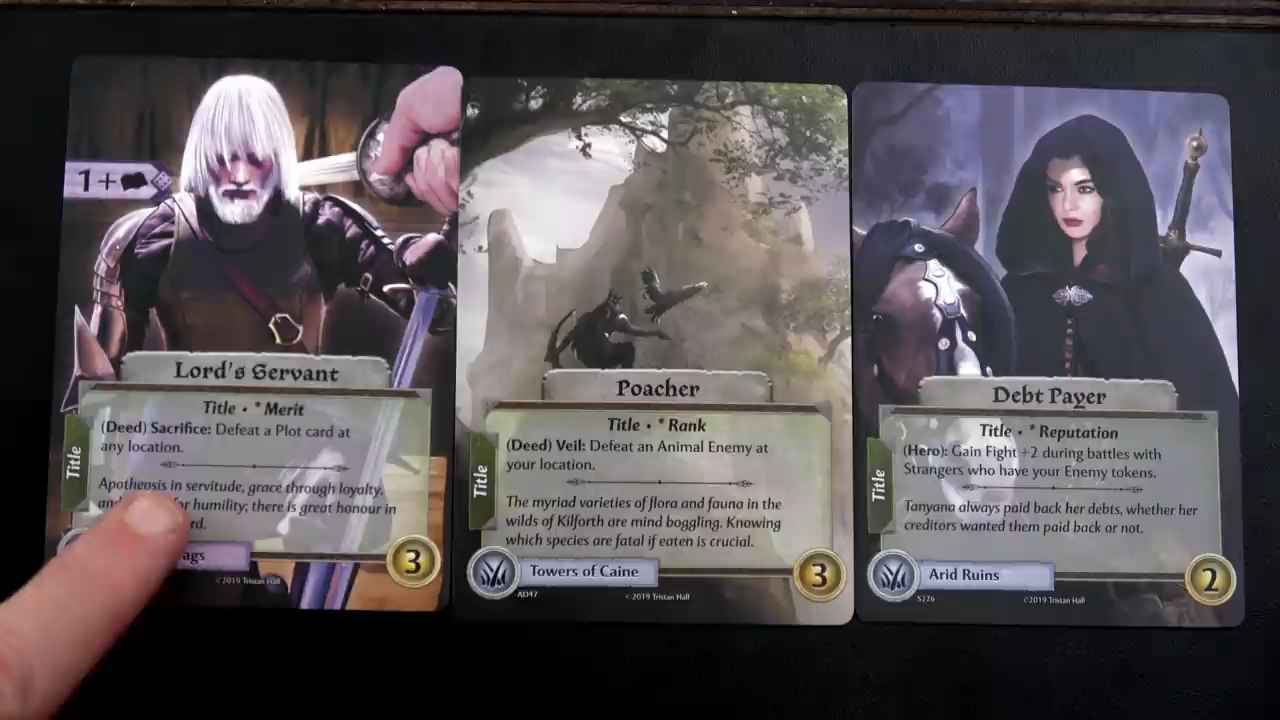 1+
Lord's Servant
Title • *Merit
(Deed) Sacrifice: Defeat a Plot card at
any location.
Title
Apotheosis in servitude, grace through loyalty,
for humility; there is great honour in
©2019 Tristan Hall
3
Poacher
Title • *Rank
(Deed) Veil: Defeat an Animal Enemy at
your location.
Title
The myriad varieties of flora and fauna in the
wilds of Kilforth are mind boggling. Knowing
which species are fatal if eaten is crucial.
Towers of Caine
AD47
©2019 Tristan Hall
3
Debt Payer
Title • *Reputation
(Hero): Gain Fight +2 during battles with
Strangers who have your Enemy tokens.
Title
Tanyana always paid back her debts, whether her
creditors wanted them paid back or not.
Arid Ruins
S226
©2019 Tristan Hall
2